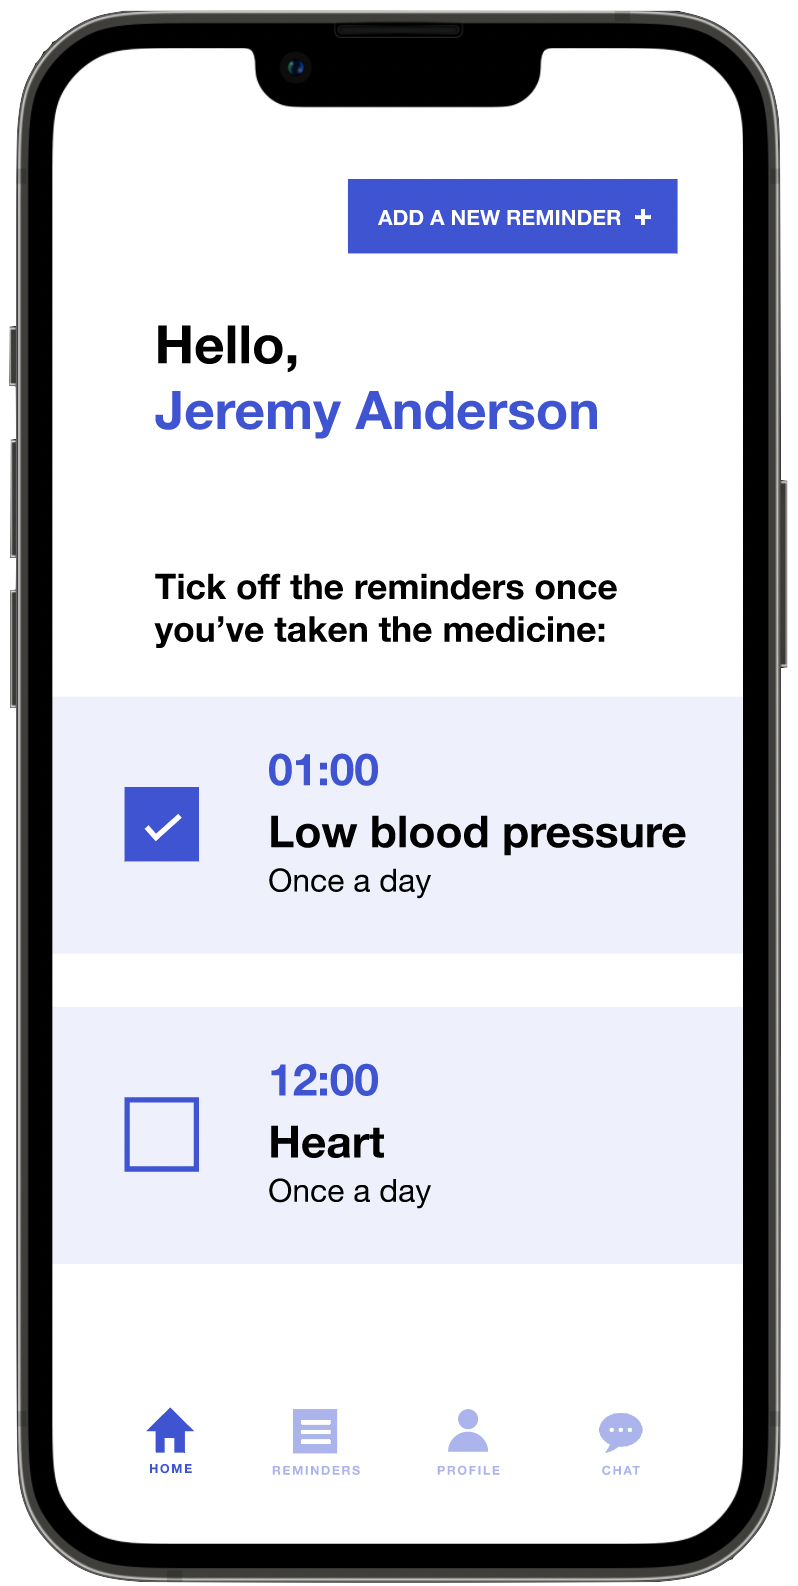 ADD A NEW REMINDER +
Hello,
Jeremy Anderson
Tick off the reminders once
you’ve taken the medicine:
01:00
Low blood pressure
Once a day
12:00
Heart
Once a day
HOME REMINDERS PROFILE CHAT